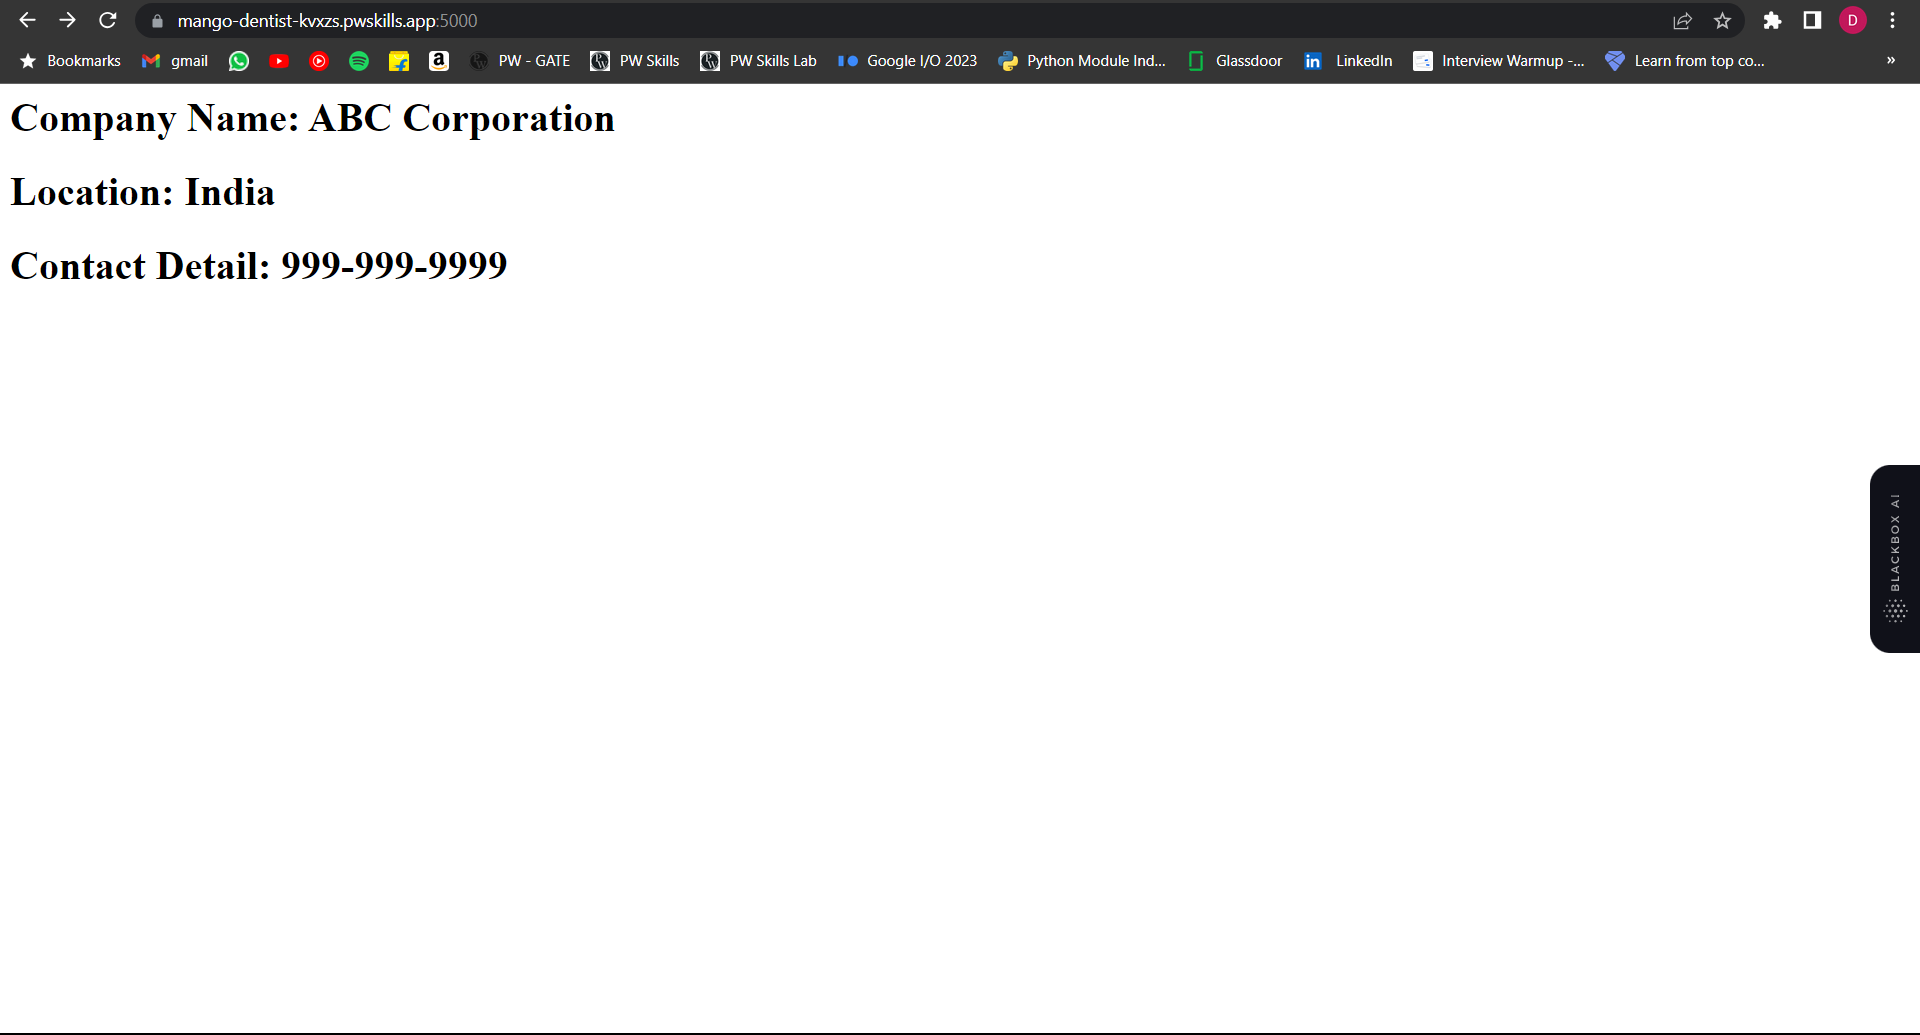 mango-dentist-kvxzs.pwskills.app:5000
D
Bookmarks gmail PW - GATE PW Skills PW Skills Lab Google I/O 2023 Python Module Ind... Glassdoor LinkedIn Interview Warmup -... Learn from top co... »
Company Name: ABC Corporation
Location: India
Contact Detail: 999-999-9999
BLACKBOX AI